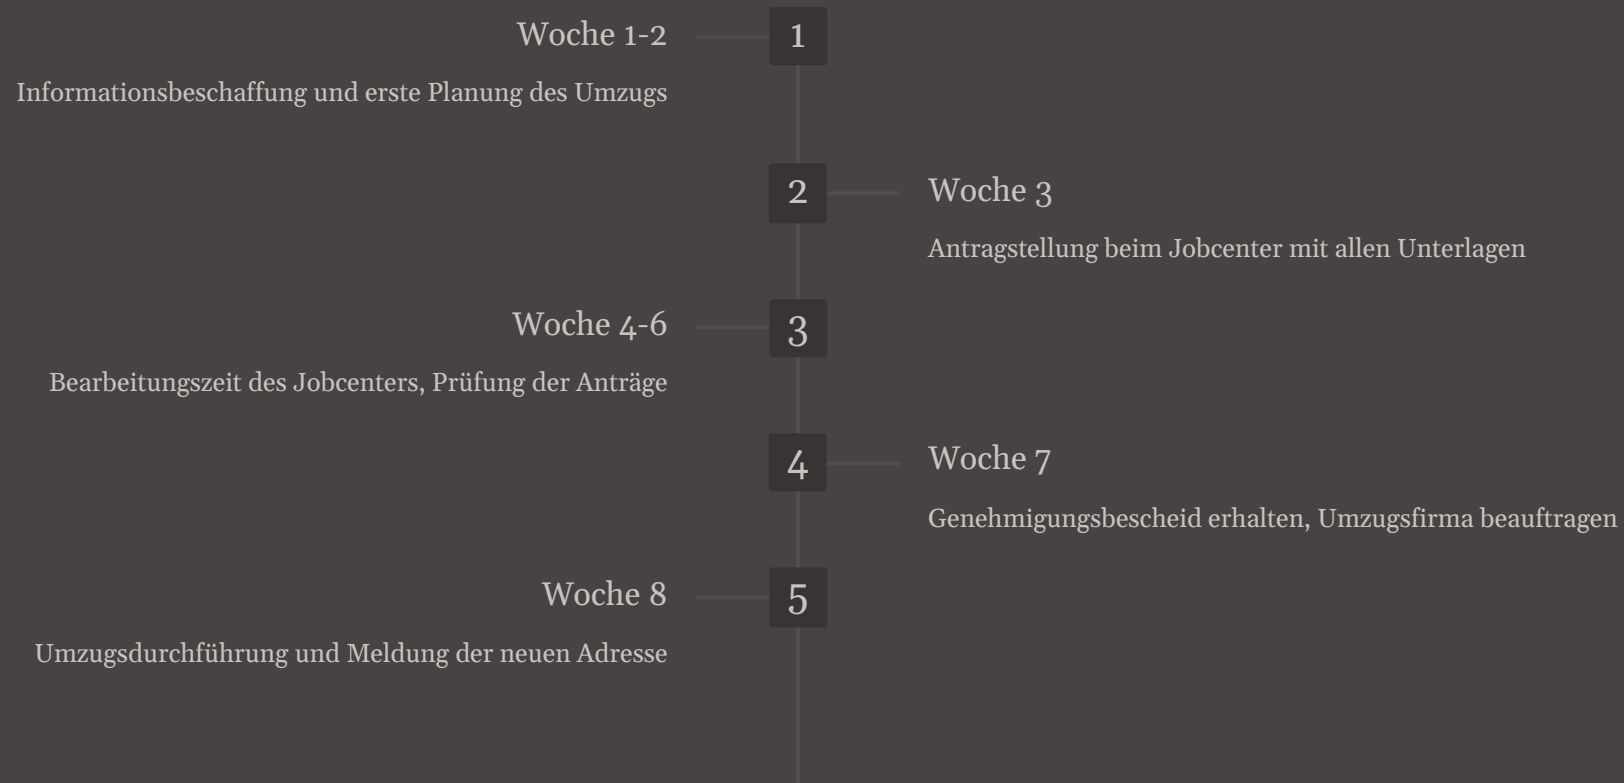 Woche 1-2
1
Informationsbeschaffung und erste Planung des Umzugs
2
Woche 3
Antragstellung beim Jobcenter mit allen Unterlagen
Woche 4-6
3
Bearbeitungszeit des Jobcenters, Prüfung der Anträge
4
Woche 7
Genehmigungsbescheid erhalten, Umzugsfirma beauftragen
Woche 8
5
Umzugsdurchführung und Meldung der neuen Adresse